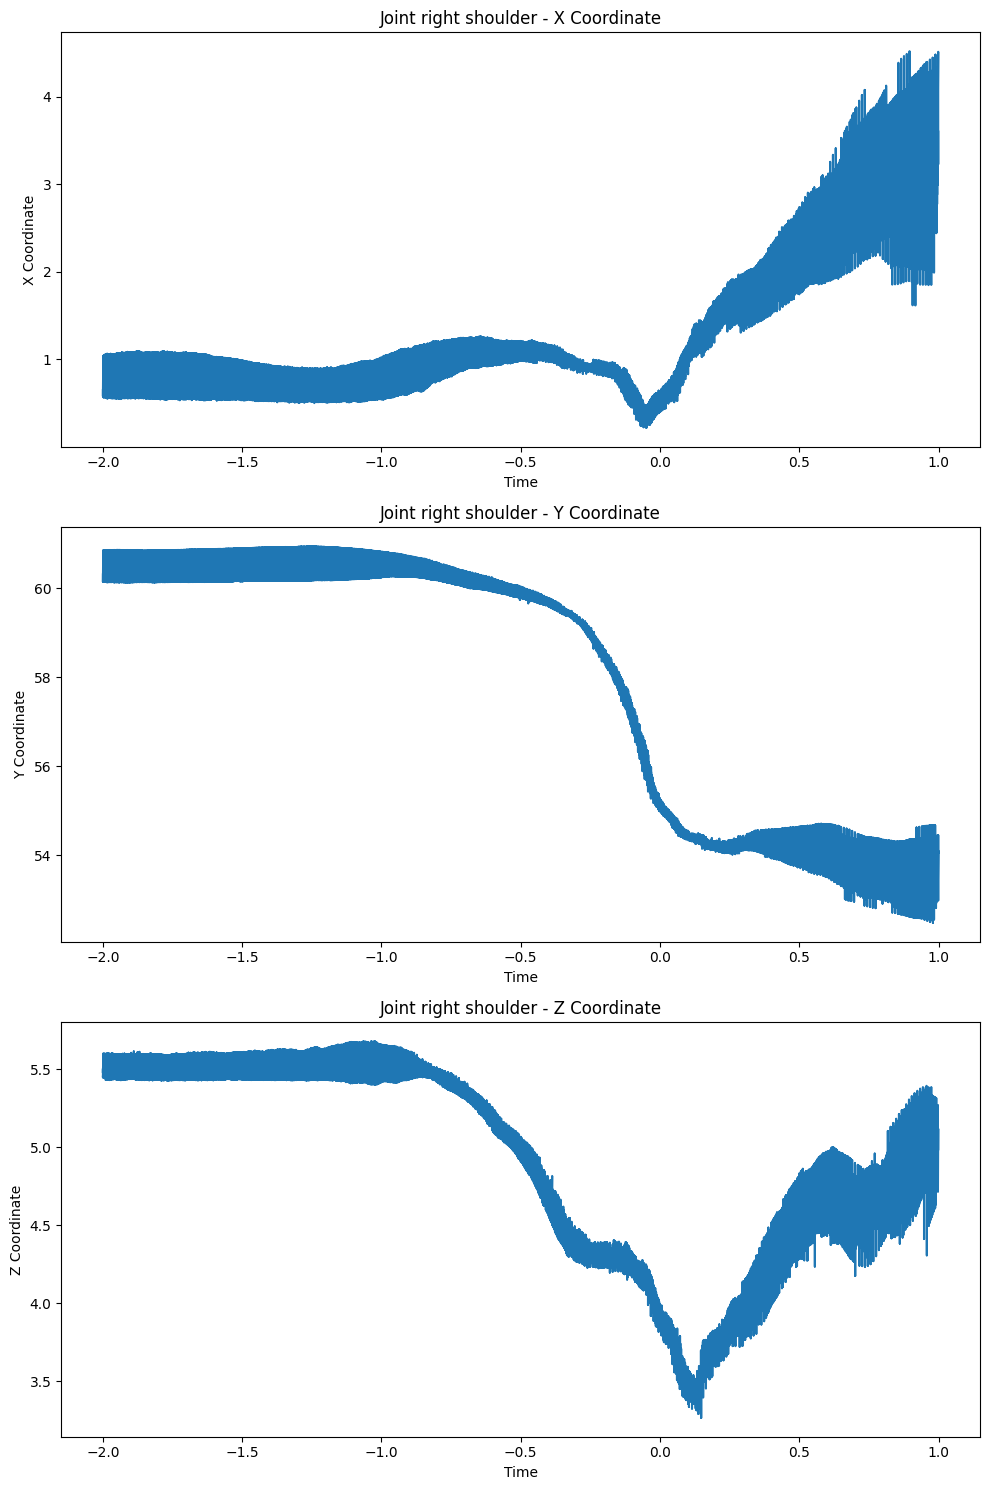 Joint right shoulder - X Coordinate
X Coordinate
4
3
2
1
−2.0 −1.5 −1.0 −0.5 0.0 0.5 1.0
Time
Joint right shoulder - Y Coordinate
Y Coordinate
60
58
56
54
−2.0 −1.5 −1.0 −0.5 0.0 0.5 1.0
Time
Joint right shoulder - Z Coordinate
Z Coordinate
5.5
5.0
4.5
4.0
3.5
−2.0 −1.5 −1.0 −0.5 0.0 0.5 1.0
Time